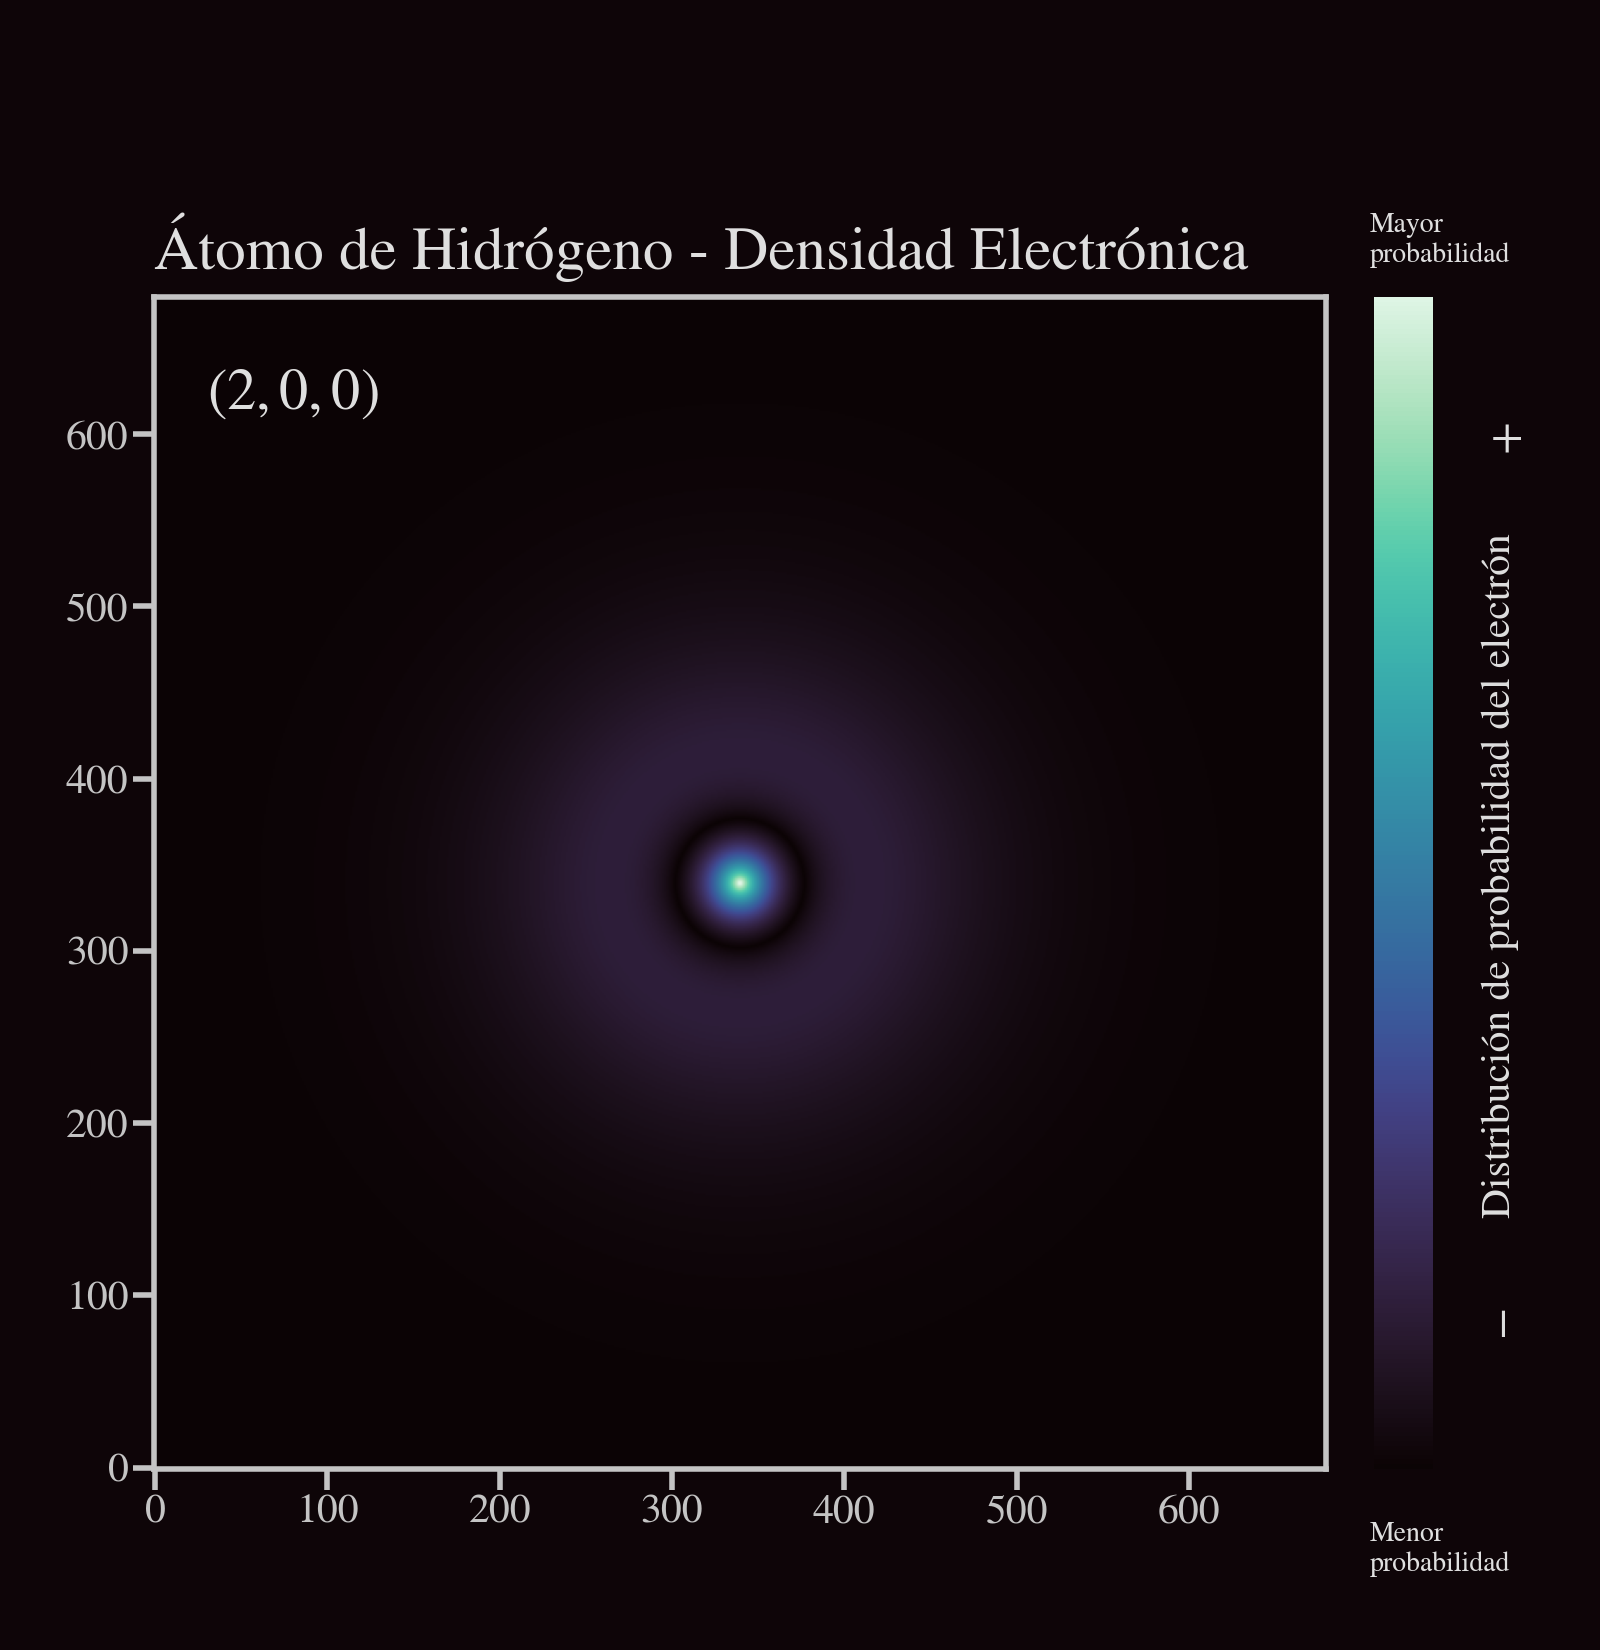 Átomo de Hidrógeno - Densidad Electrónica
Mayor
probabilidad
(2, 0, 0)
600
500
400
300
200
100
0
0 100 200 300 400 500 600
− Distribución de probabilidad del electrón +
Menor
probabilidad